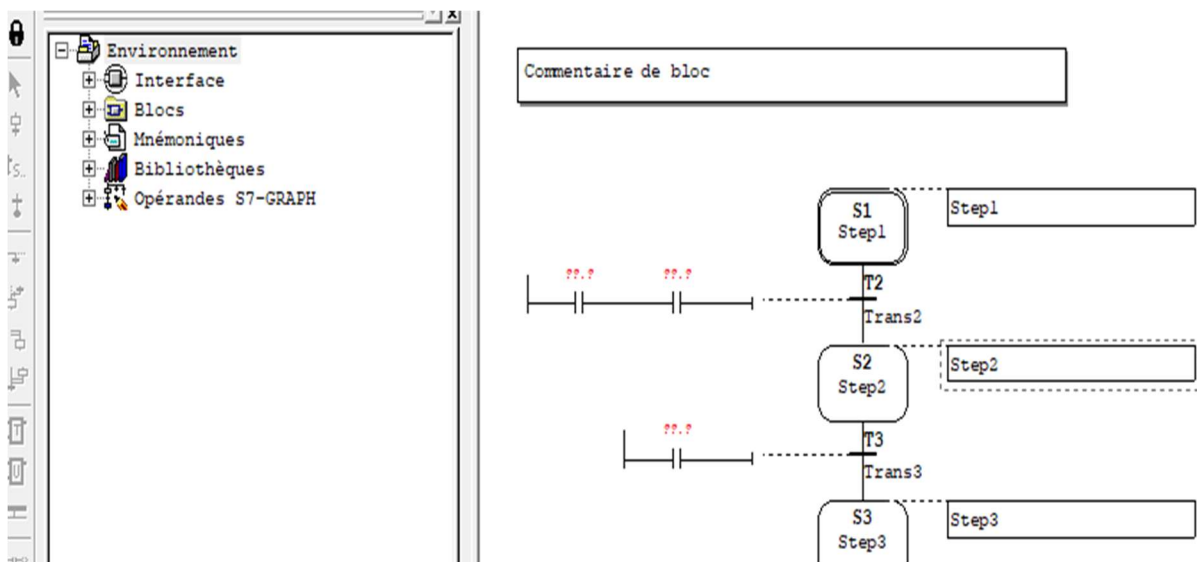 Environnement
Interface
Blocs
Mnémoniques
Bibliothèques
Opérandes S7-GRAPH
Commentaire de bloc
S1
Step1
Step1
??.?
??.?
T2
Trans2
S2
Step2
Step2
??.?
T3
Trans3
S3
Step3
Step3